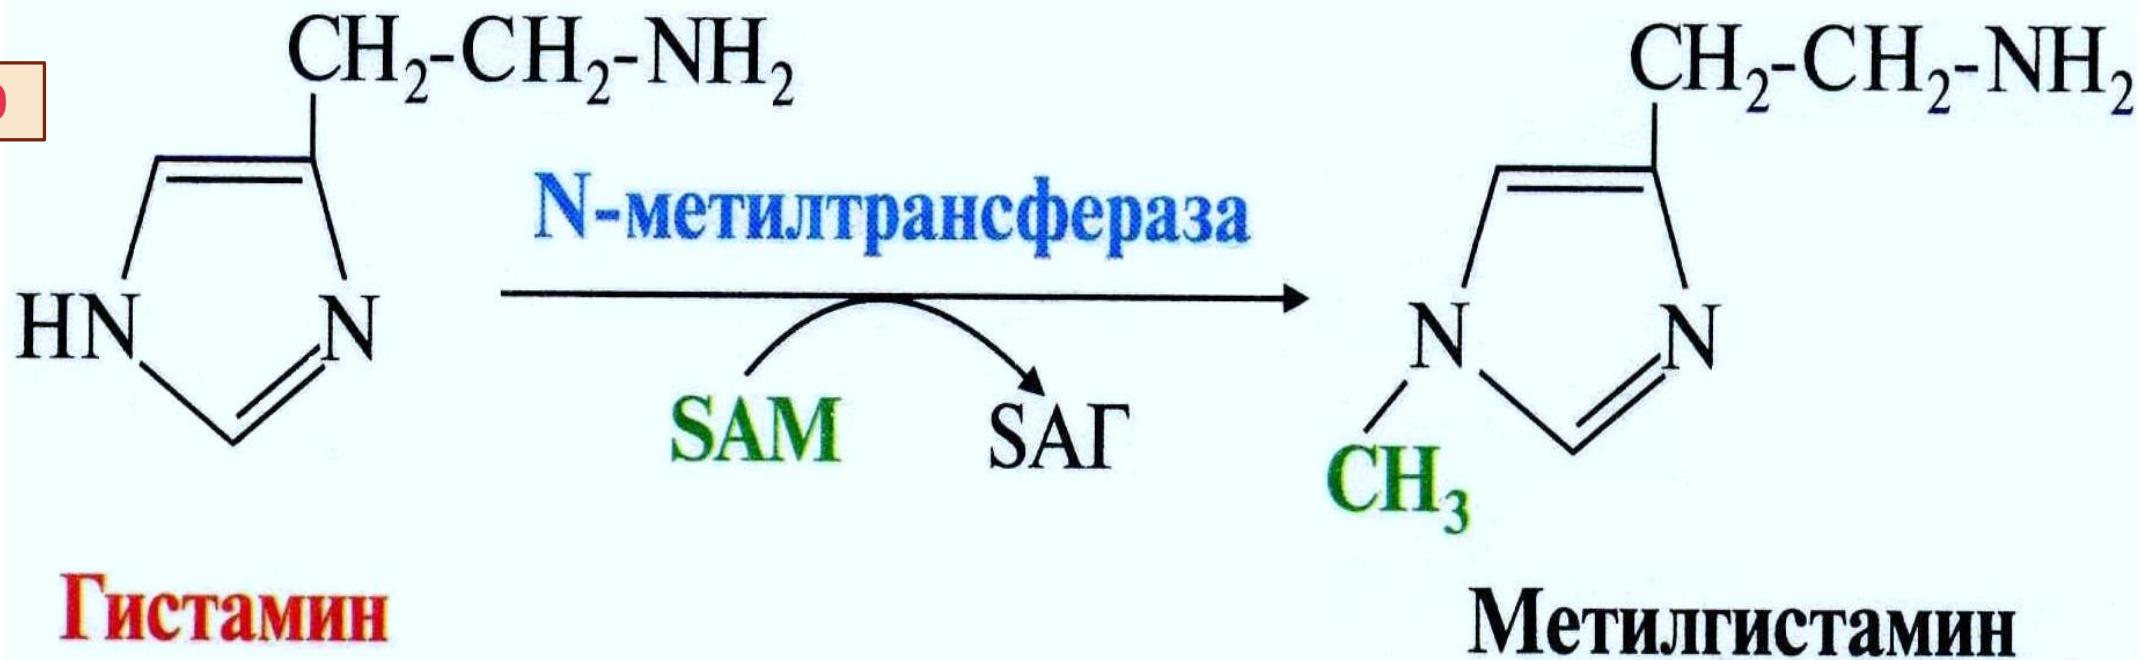 CH₂-CH₂-NH₂
CH₂-CH₂-NH₂
N-метилтрансфераза
HN
N
N
N
SAM
SAГ
CH₃
Гистамин
Метилгистамин